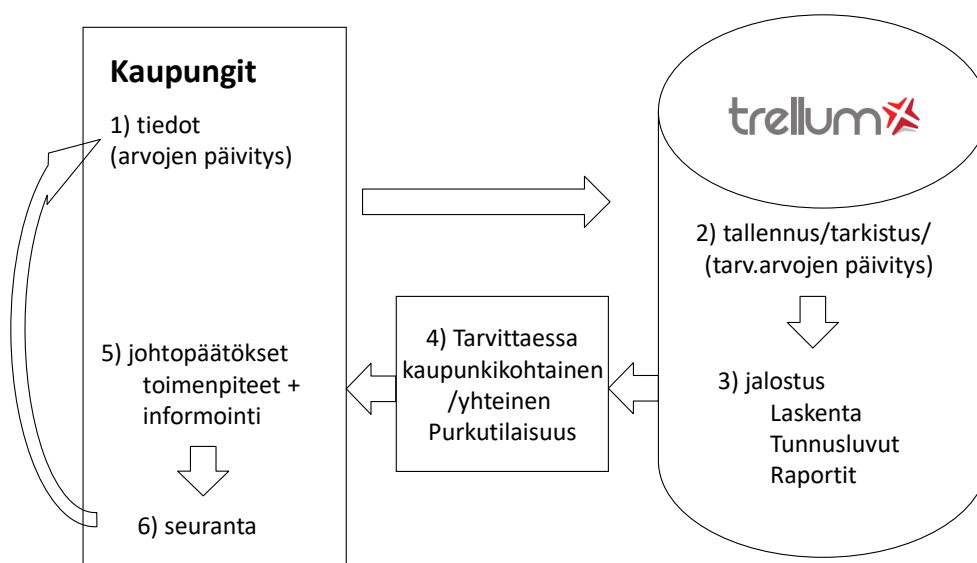 Kaupungit
1) tiedot
(arvojen päivitys)
trellum
2) tallennus/tarkistus/
(tarv.arvojen päivitys)
3) jalostus
Laskenta
Tunnusluvut
Raportit
4) Tarvittaessa
kaupunkikohtainen
/yhteinen
Purkutilaisuus
5) johtopäätökset
toimenpiteet +
informointi
6) seuranta